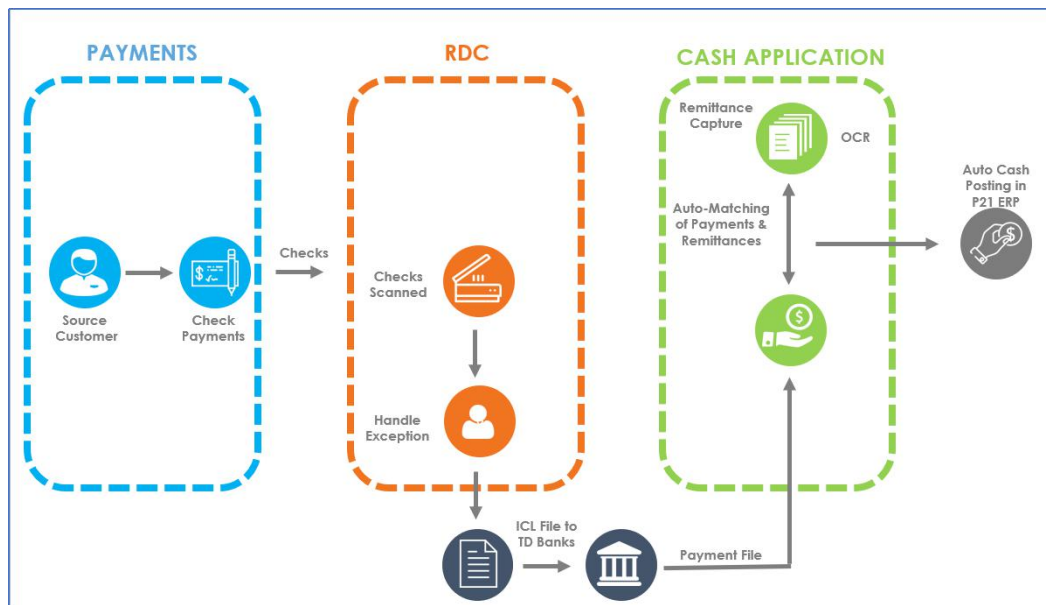 PAYMENTS
Source
Customer
Check
Payments
Checks
RDC
Checks
Scanned
Handle
Exception
ICL File to
TD Banks
Payment File
CASH APPLICATION
Remittance
Capture
OCR
Auto-Matching
of Payments &
Remittances
Auto Cash
Posting in
P21 ERP